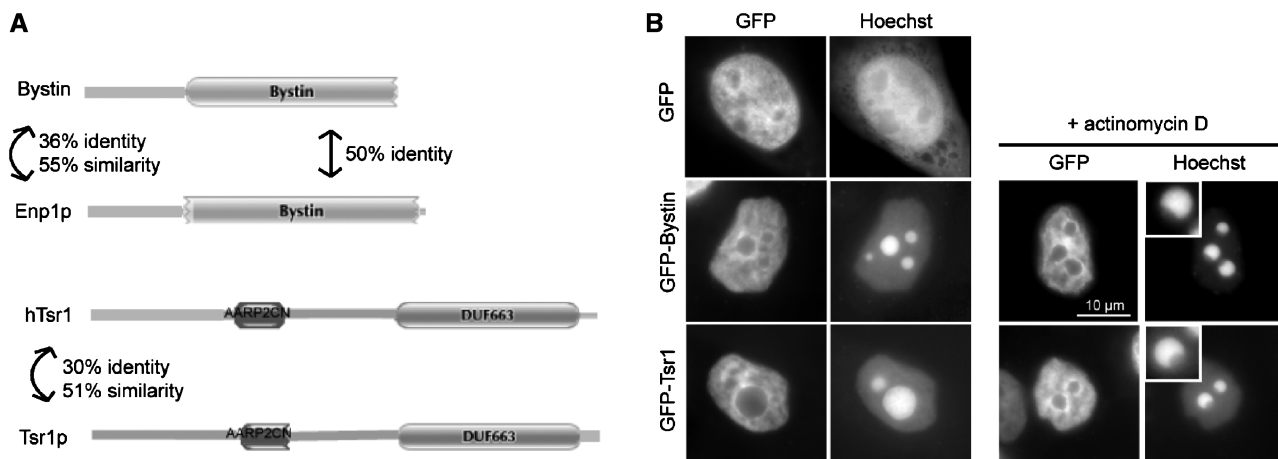 A
Bystin
Bystin
36% identity
55% similarity
50% identity
Enp1p
Bystin
hTsr1
AARP2CN
DUF663
30% identity
51% similarity
Tsr1p
AARP2CN
DUF663
B
GFP
Hoechst
GFP
GFP-Bystin
GFP-Tsr1
+ actinomycin D
GFP
Hoechst
10 µm